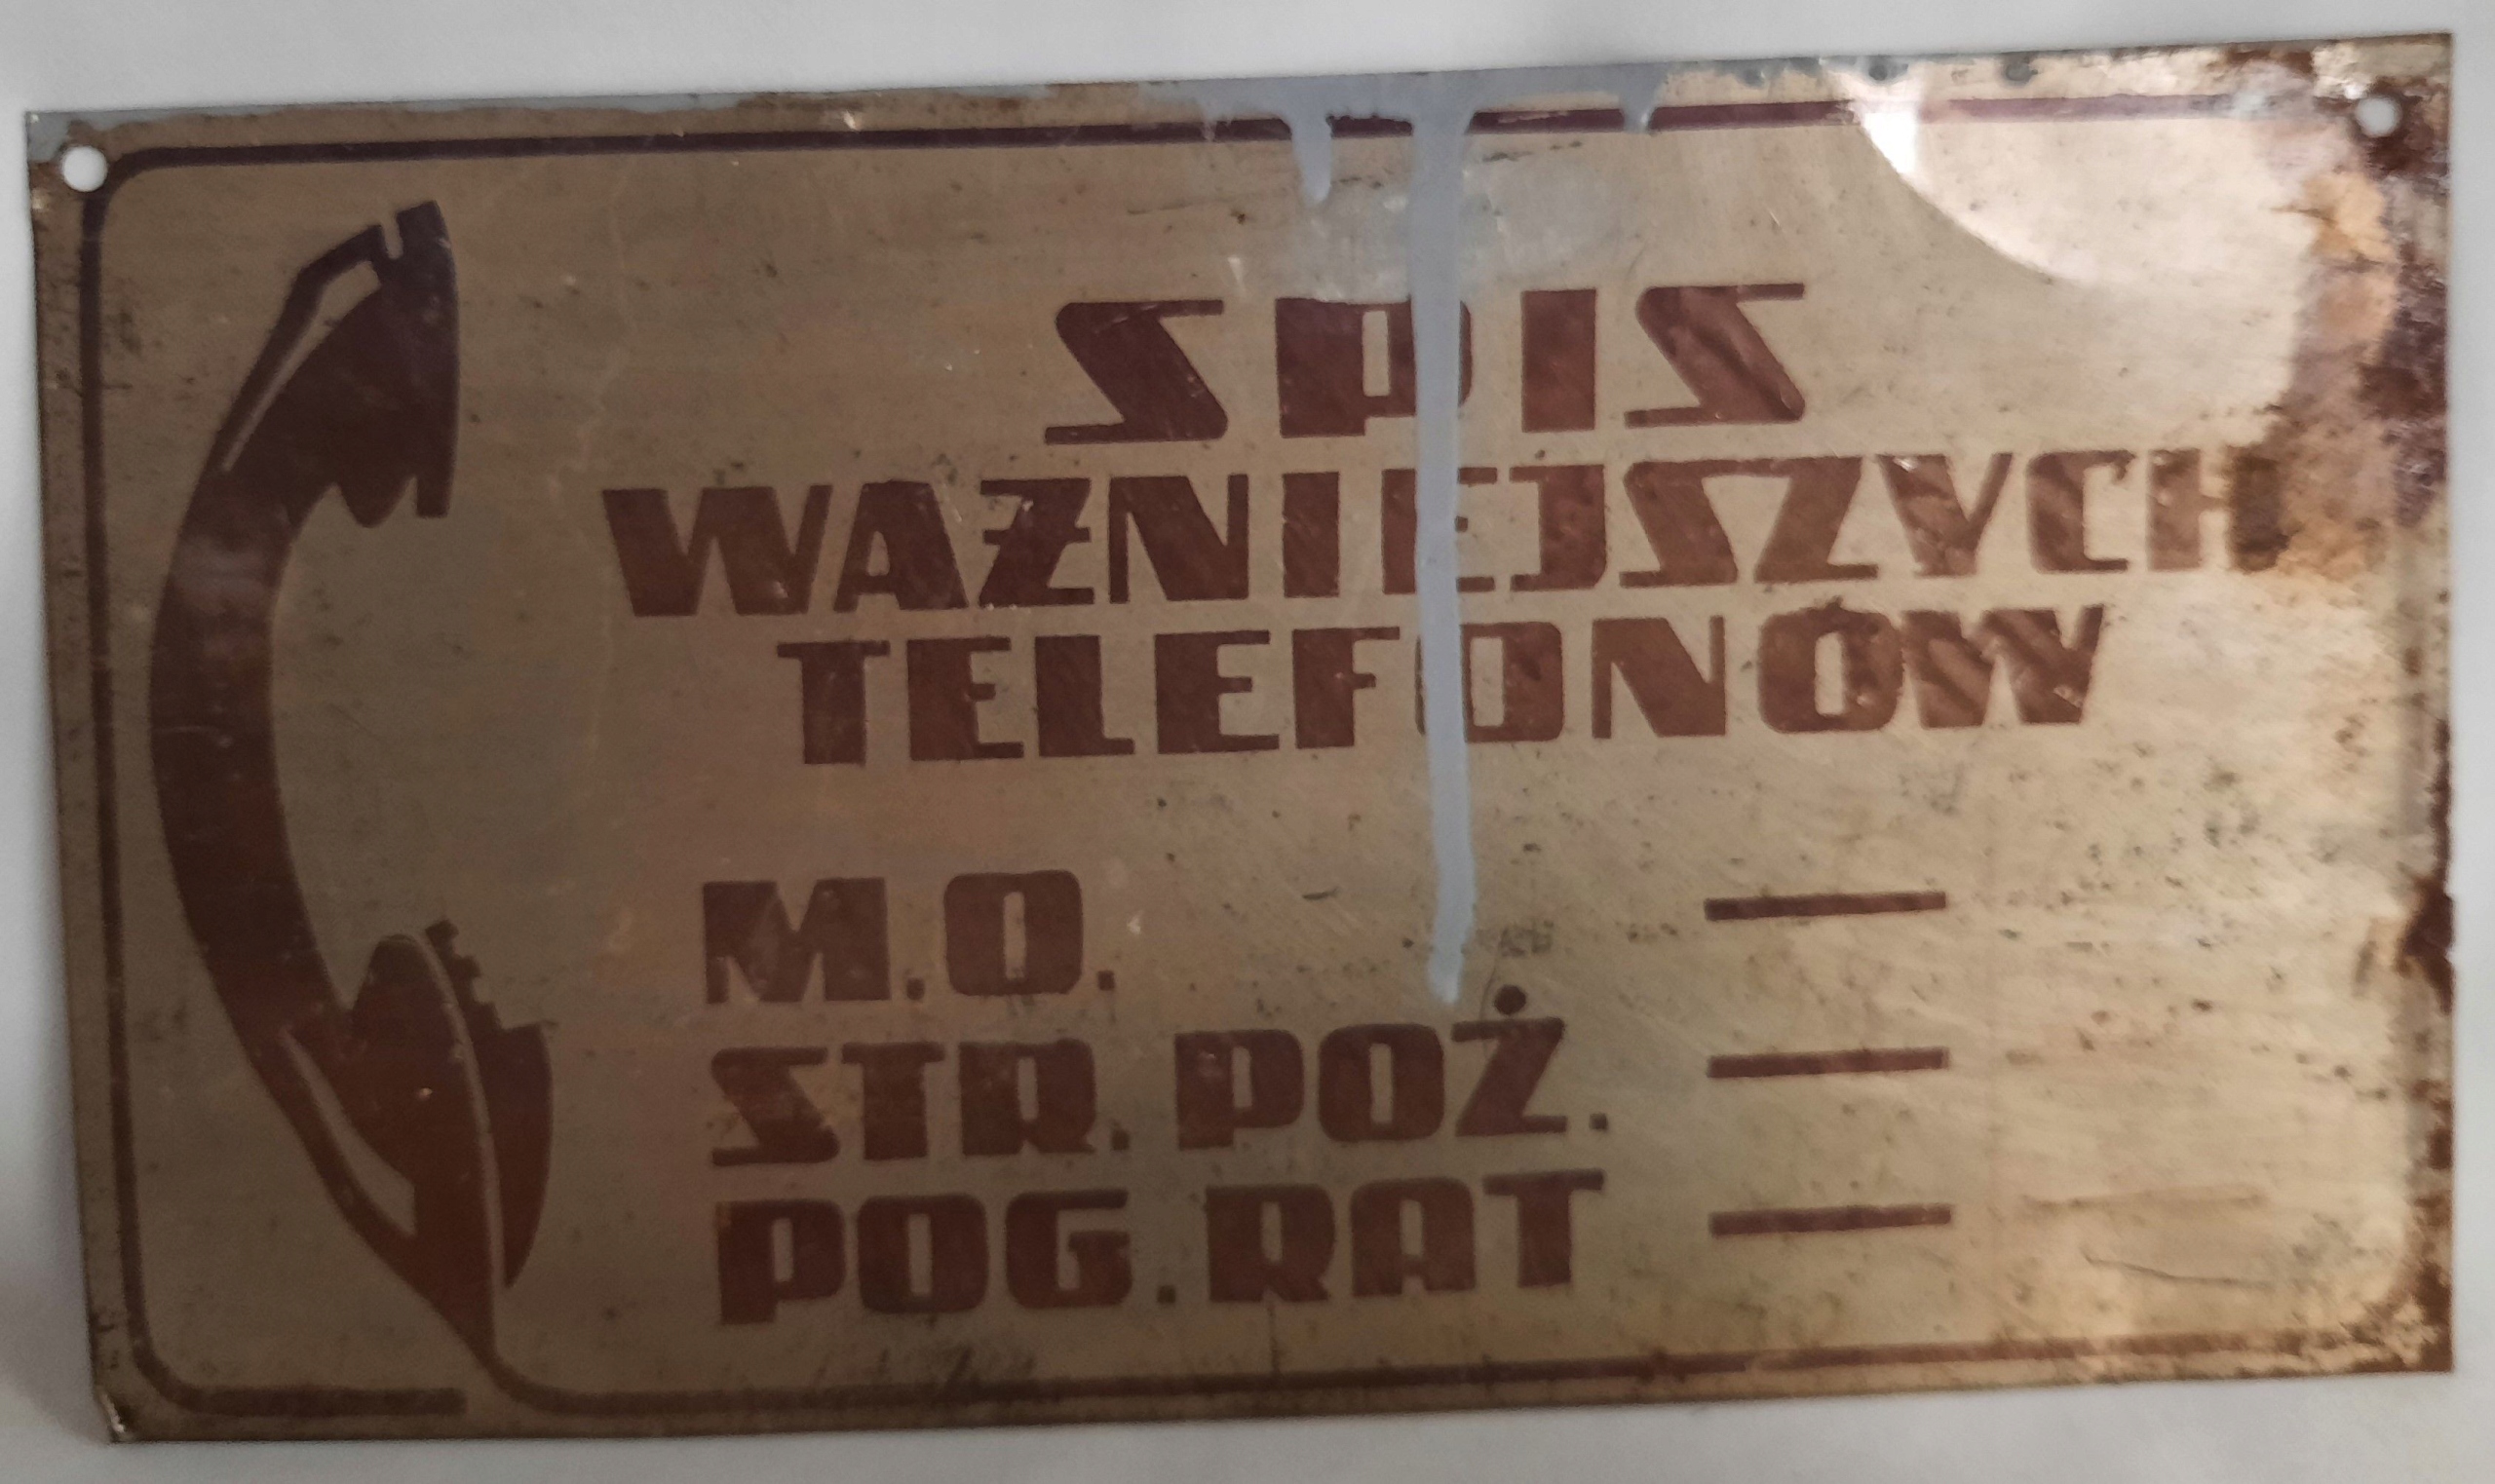 SPIS
WAŻNIEJSZYCH
TELEFONÓW
M.O. —
STR. POŻ. —
POG. RAT —